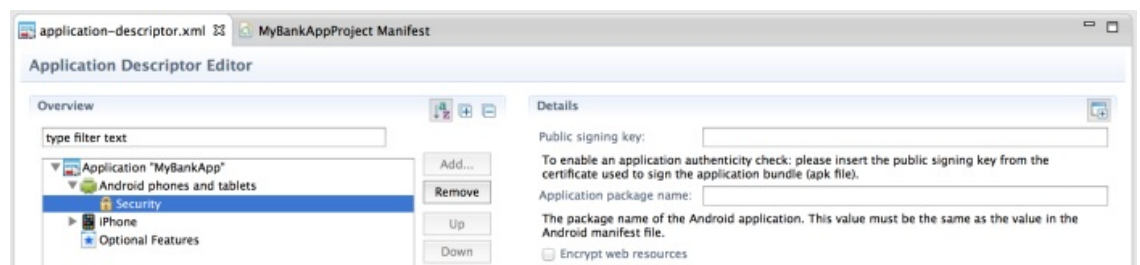 application-descriptor.xml MyBankAppProject Manifest
Application Descriptor Editor
Overview
type filter text
Application "MyBankApp"
Android phones and tablets
Security
iPhone
Optional Features
Add...
Remove
Up
Down
Details
Public signing key:
To enable an application authenticity check: please insert the public signing key from the
certificate used to sign the application bundle (apk file).
Application package name:
The package name of the Android application. This value must be the same as the value in the
Android manifest file.
Encrypt web resources